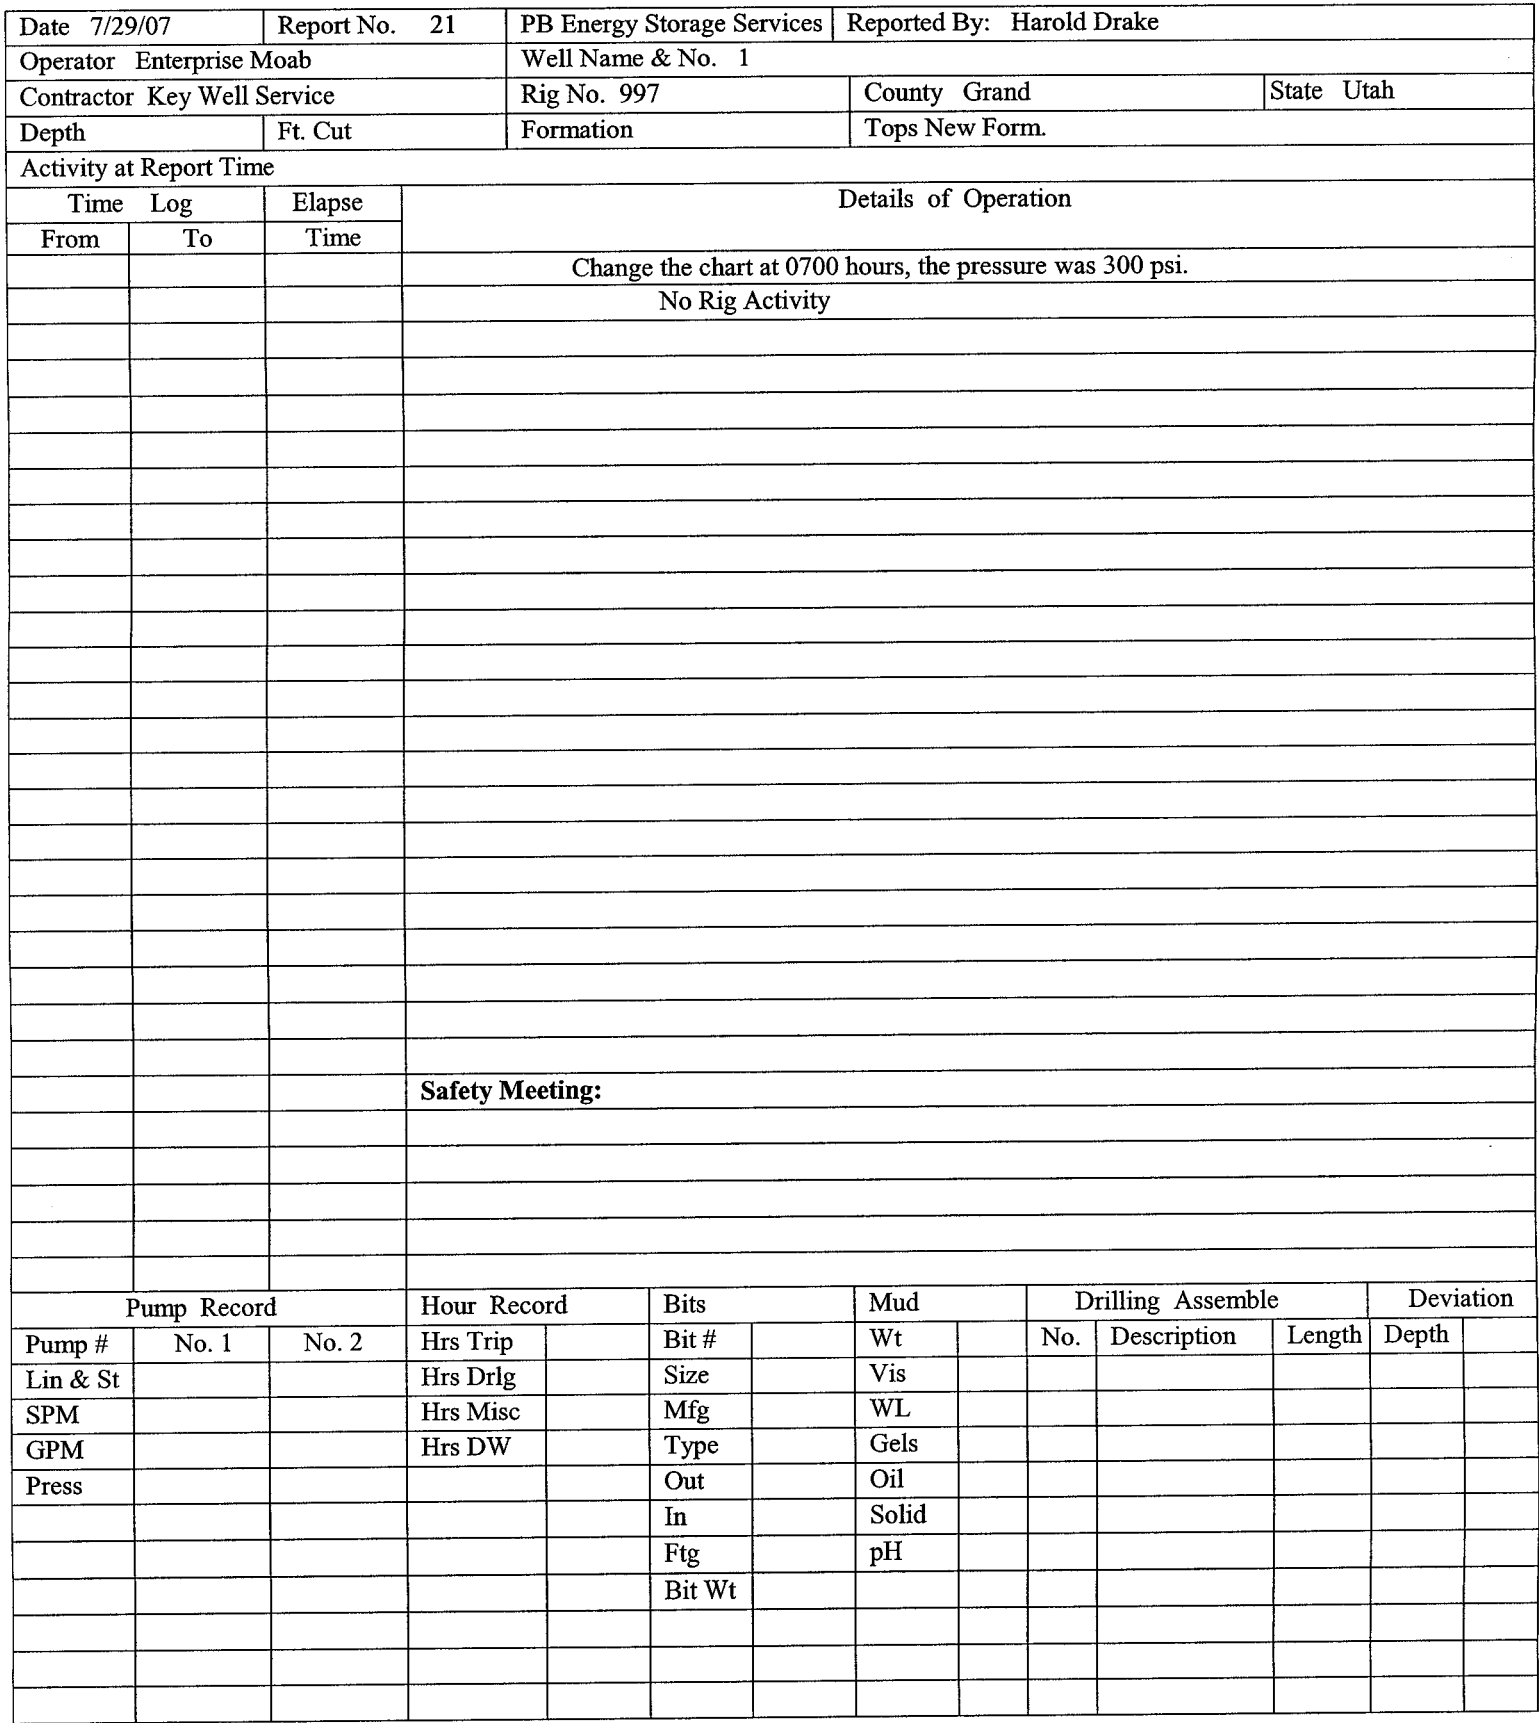 Date 7/29/07 Report No. 21 PB Energy Storage Services Reported By: Harold Drake
Operator Enterprise Moab Well Name & No. 1
Contractor Key Well Service Rig No. 997 County Grand State Utah
Depth Ft. Cut Formation Tops New Form.
Activity at Report Time
Time Log Elapse Details of Operation
From To Time
Change the chart at 0700 hours, the pressure was 300 psi.
No Rig Activity
Safety Meeting:
Pump Record Hour Record Bits Mud Drilling Assemble Deviation
Pump # No. 1 No. 2 Hrs Trip Bit # Wt No. Description Length Depth
Lin & St Hrs Drlg Size Vis
SPM Hrs Misc Mfg WL
GPM Hrs DW Type Gels
Press Out Oil
In Solid
Ftg pH
Bit Wt